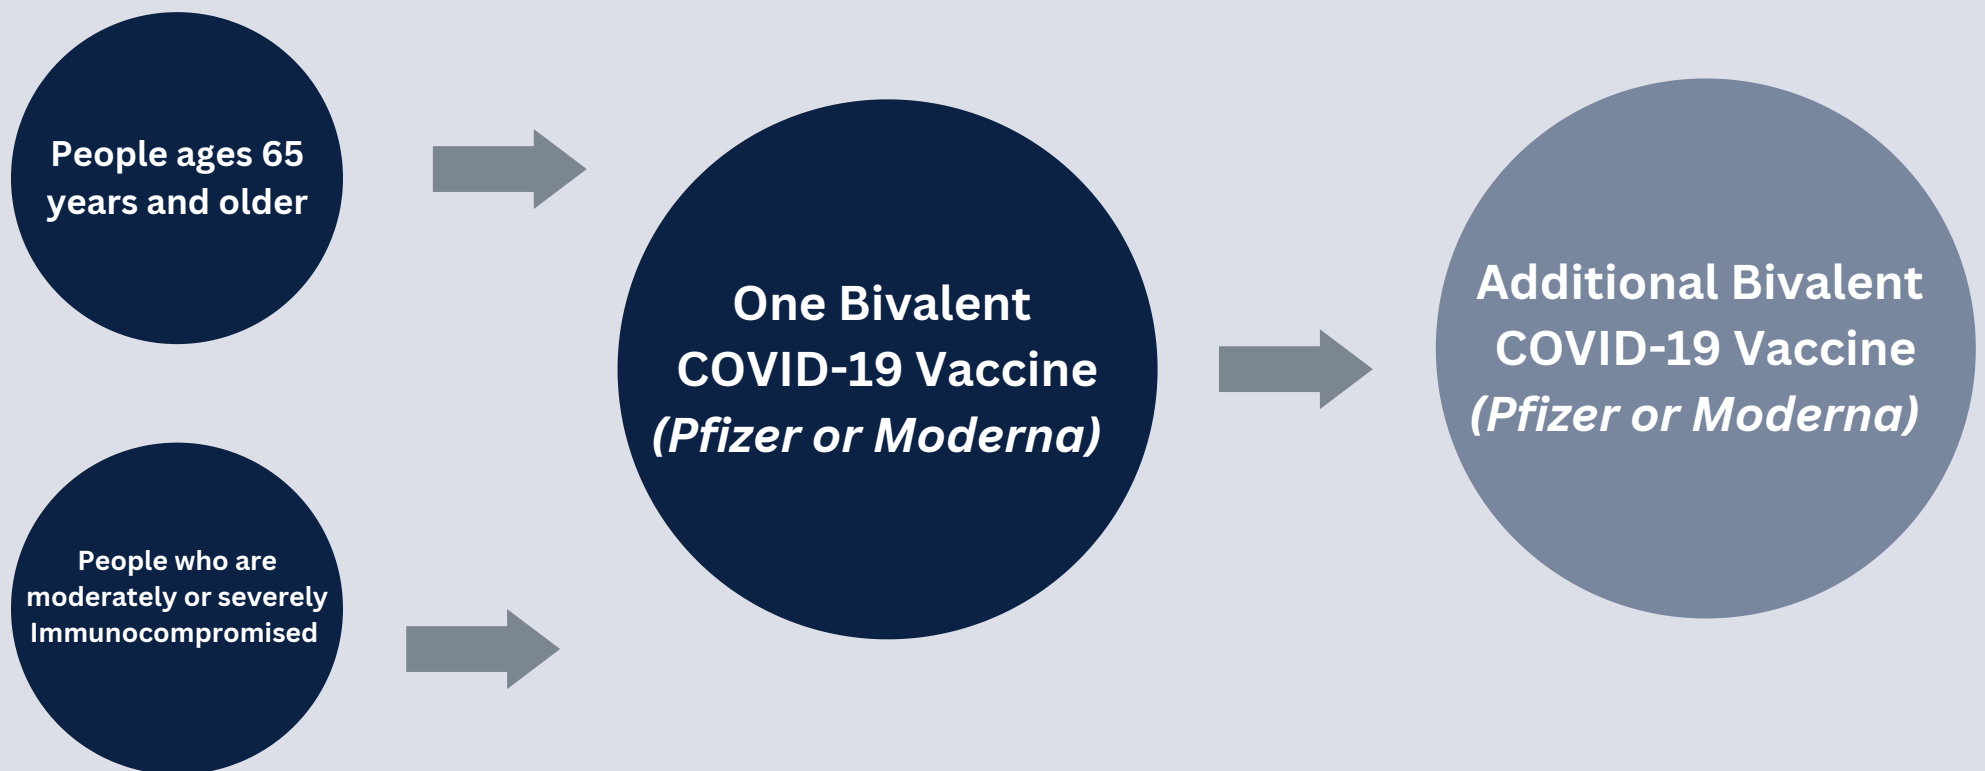 People ages 65
years and older
People who are
moderately or severely
Immunocompromised
One Bivalent
COVID-19 Vaccine
(Pfizer or Moderna)
Additional Bivalent
COVID-19 Vaccine
(Pfizer or Moderna)